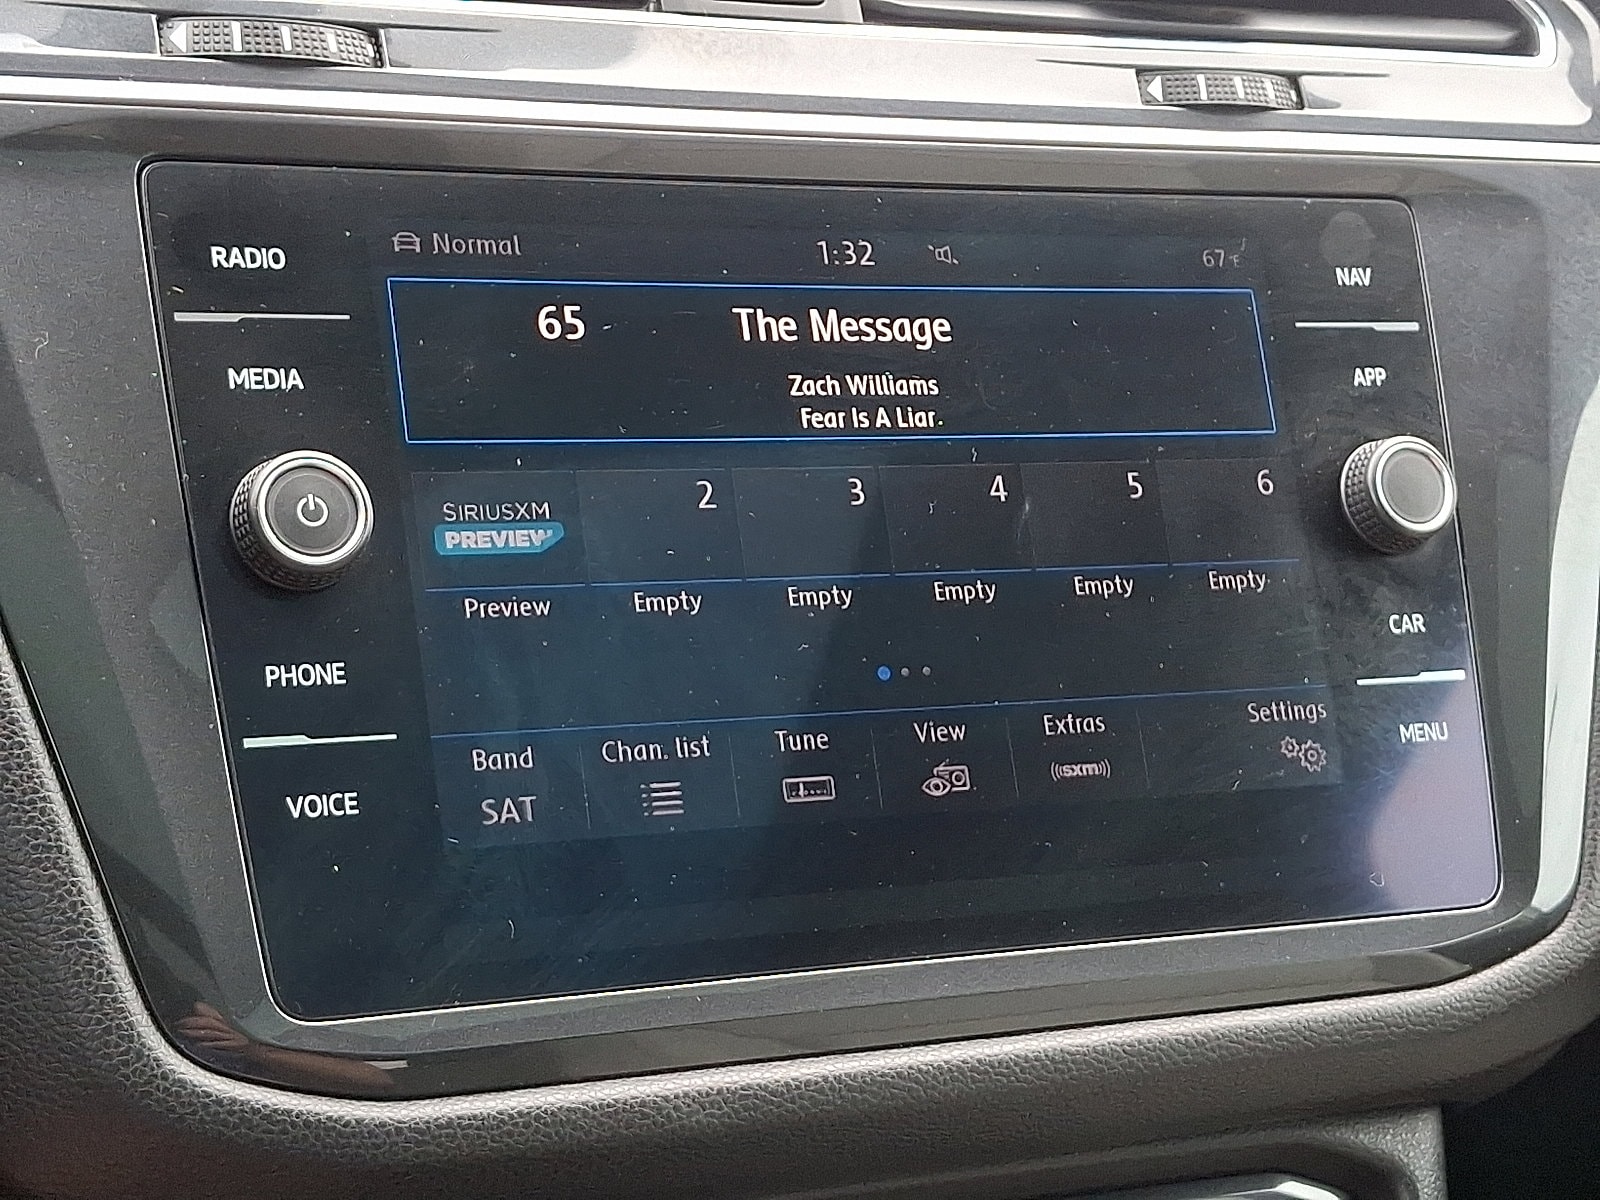 RADIO
Normal
1:32
67°F
NAV
65
The Message
MEDIA
Zach Williams
APP
Fear Is A Liar
2
3
4
5
6
SIRIUSXM
PREVIEW
Preview
Empty
Empty
Empty
Empty
Empty
CAR
PHONE
Band
Chan. list
Tune
View
Extras
Settings
MENU
VOICE
SAT
((sxm))